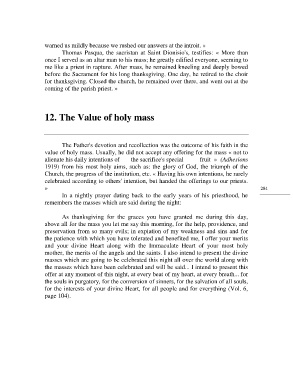 warned us mildly because we rushed our answers at the introit. »
Thomas Pasqua, the sacristan at Saint Dionisio's, testifies: « More than
once I served as an altar man to his mass; he greatly edified everyone, seeming to
me like a priest in rapture. After mass, he remained kneeling and deeply bowed
before the Sacrament for his long thanksgiving. One day, he retired to the choir
for thanksgiving. Closed the church, he remained over there, and went out at the
coming of the parish priest. »
12. The Value of holy mass
The Father's devotion and recollection was the outcome of his faith in the
value of holy mass. Usually, he did not accept any offering for the mass « not to
alienate his daily intentions of the sacrifice's special fruit » (Adhesions
1919) from his most holy aims, such as: the glory of God, the triumph of the
Church, the progress of the institution, etc. « Having his own intentions, he rarely
celebrated according to others' intention, but handed the offerings to our priests.
»
284
In a nightly prayer dating back to the early years of his priesthood, he
remembers the masses which are said during the night:
As thanksgiving for the graces you have granted me during this day,
above all for the mass you let me say this morning, for the help, providence, and
preservation from so many evils; in expiation of my weakness and sins and for
the patience with which you have tolerated and benefited me, I offer your merits
and your divine Heart along with the Immaculate Heart of your most holy
mother, the merits of the angels and the saints. I also intend to present the divine
masses which are going to be celebrated this night all over the world along with
the masses which have been celebrated and will be said... I intend to present this
offer at any moment of this night, at every beat of my heart, at every breath... for
the souls in purgatory, for the conversion of sinners, for the salvation of all souls,
for the interests of your divine Heart, for all people and for everything (Vol. 6,
page 104).